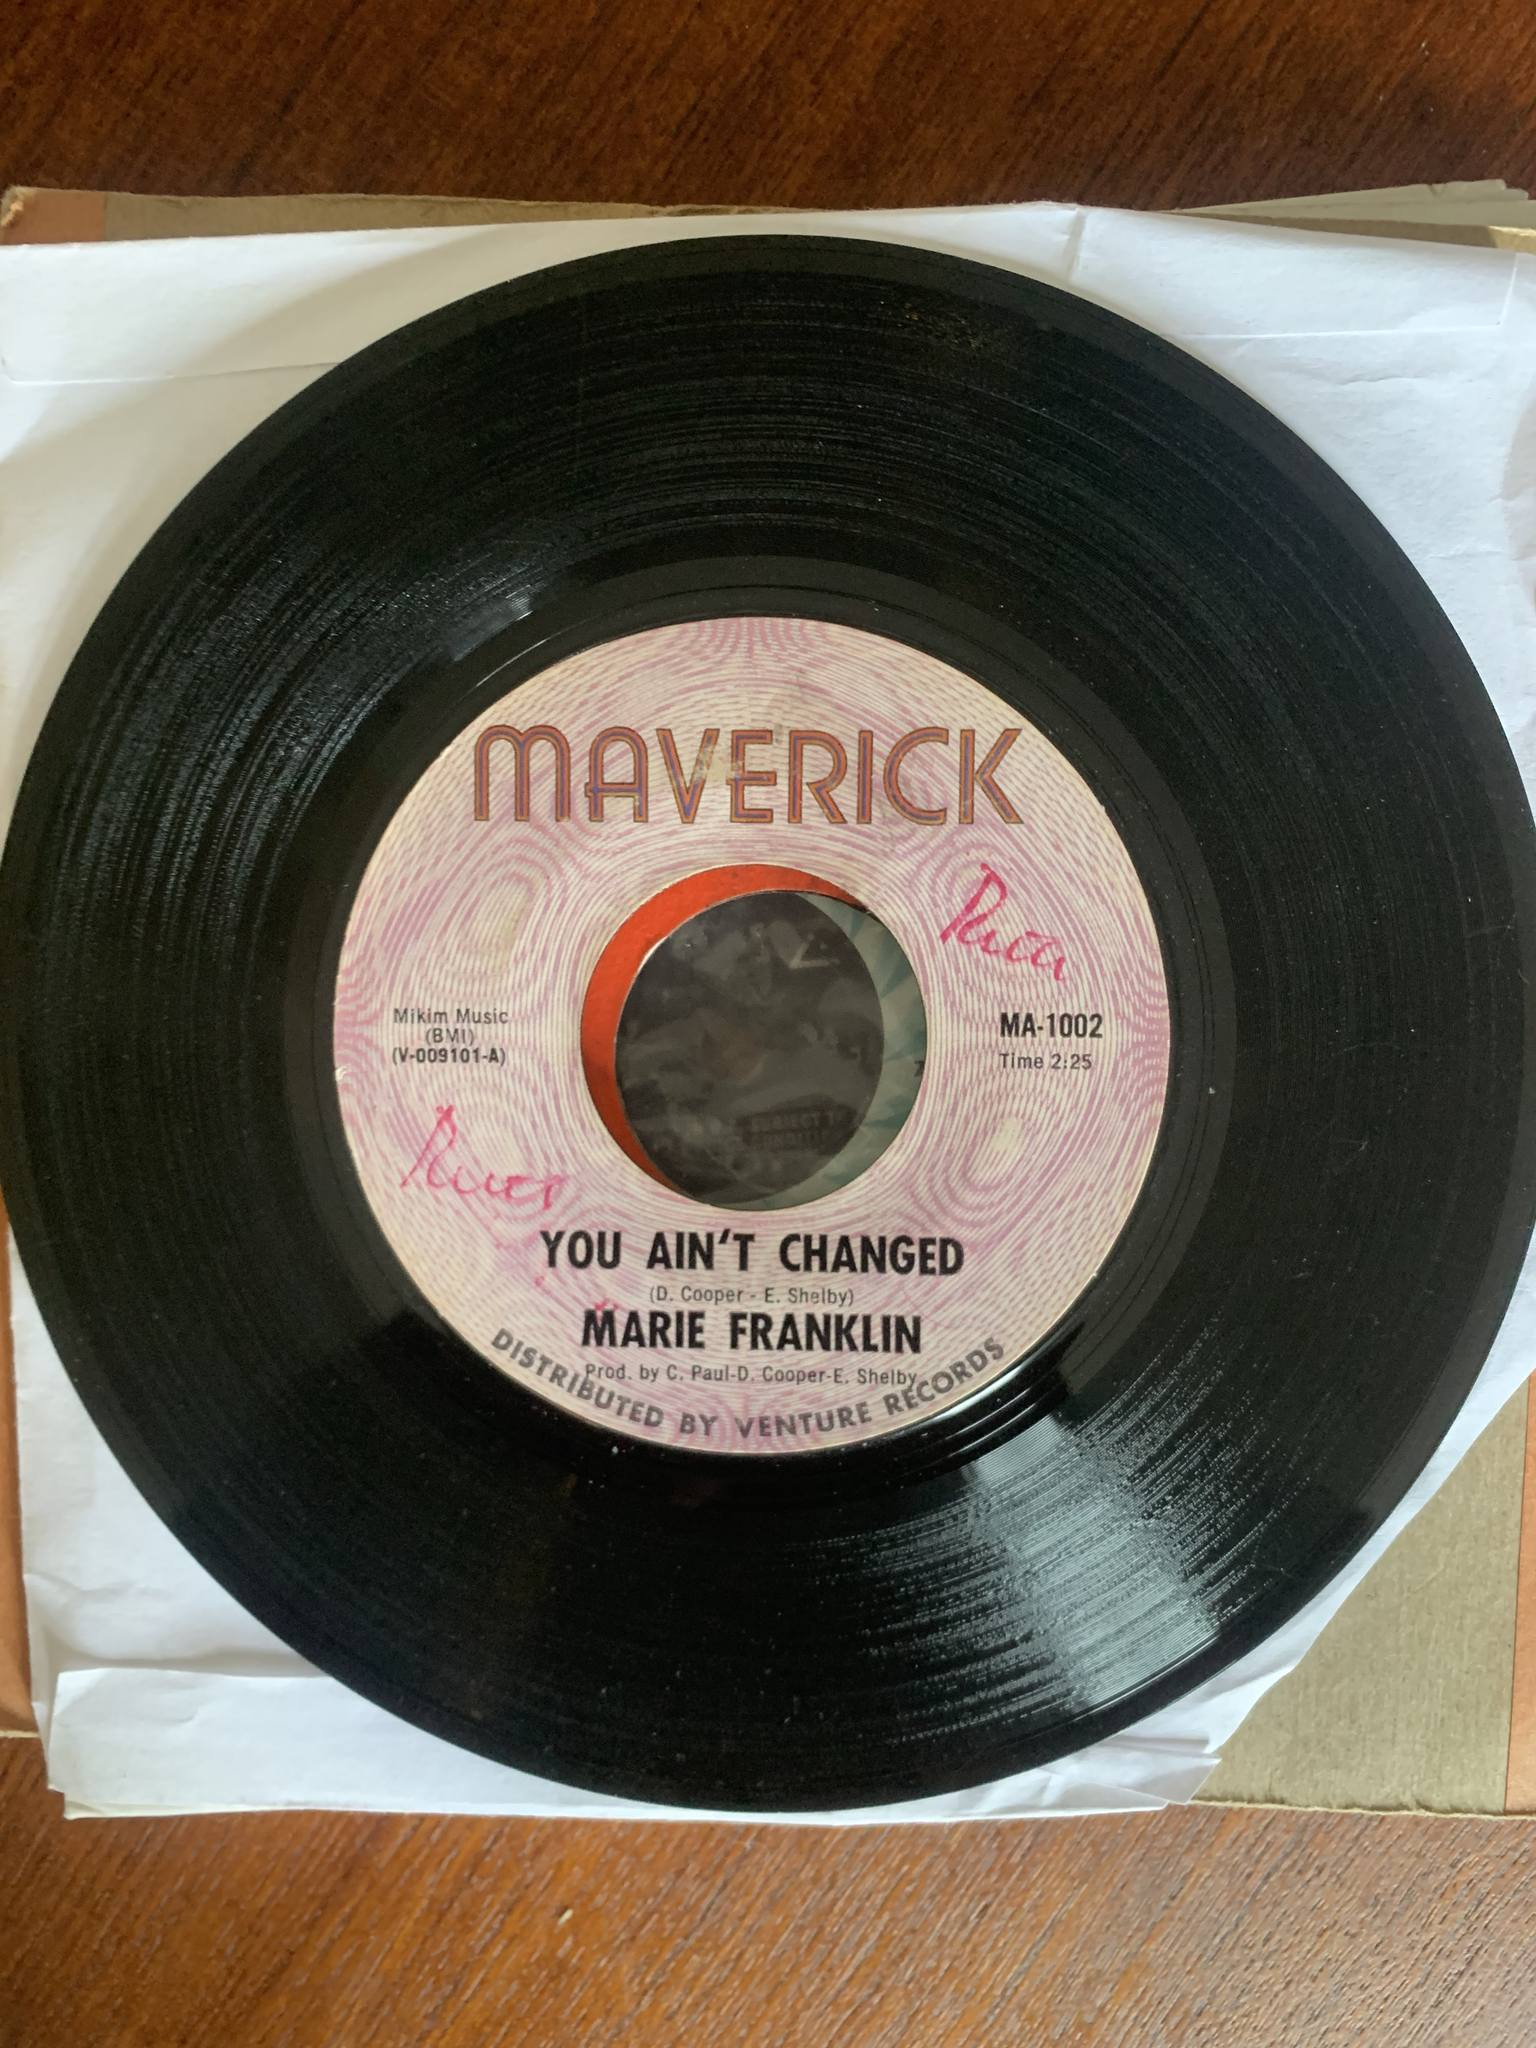 MAVERICK
Mikim Music
(BMI)
(V-009101-A)
MA-1002
Time 2:25
YOU AIN'T CHANGED
(D. Cooper - E. Shelby)
MARIE FRANKLIN
Prod. by C. Paul-D. Cooper-E. Shelby
DISTRIBUTED BY VENTURE RECORDS